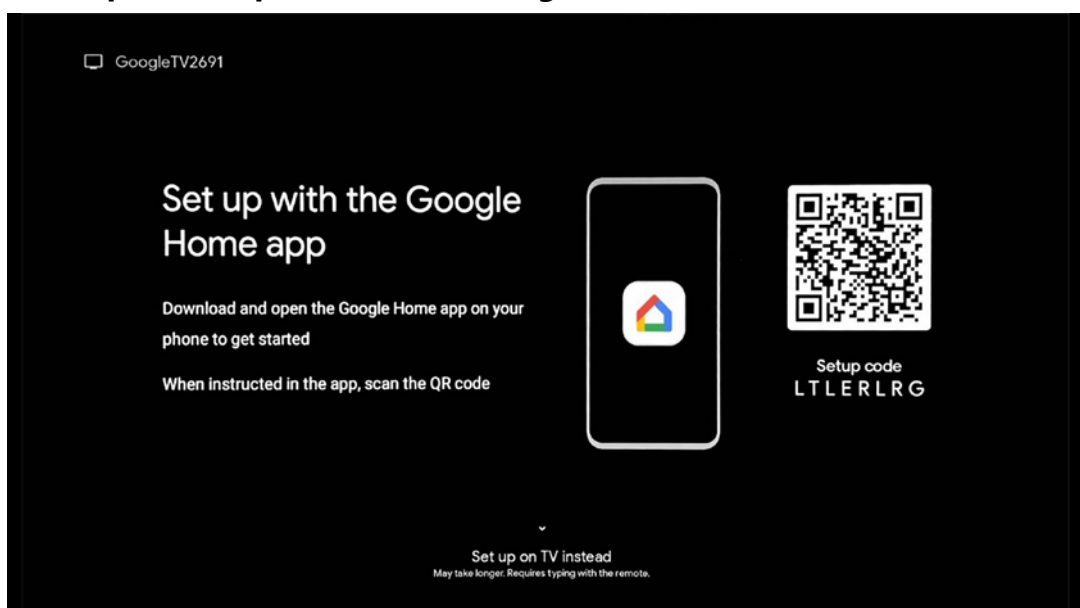 GoogleTV2691
Set up with the Google
Home app
Download and open the Google Home app on your
phone to get started
When instructed in the app, scan the QR code
Setup code
LTLERLRG
Set up on TV instead
May take longer. Requires typing with the remote.